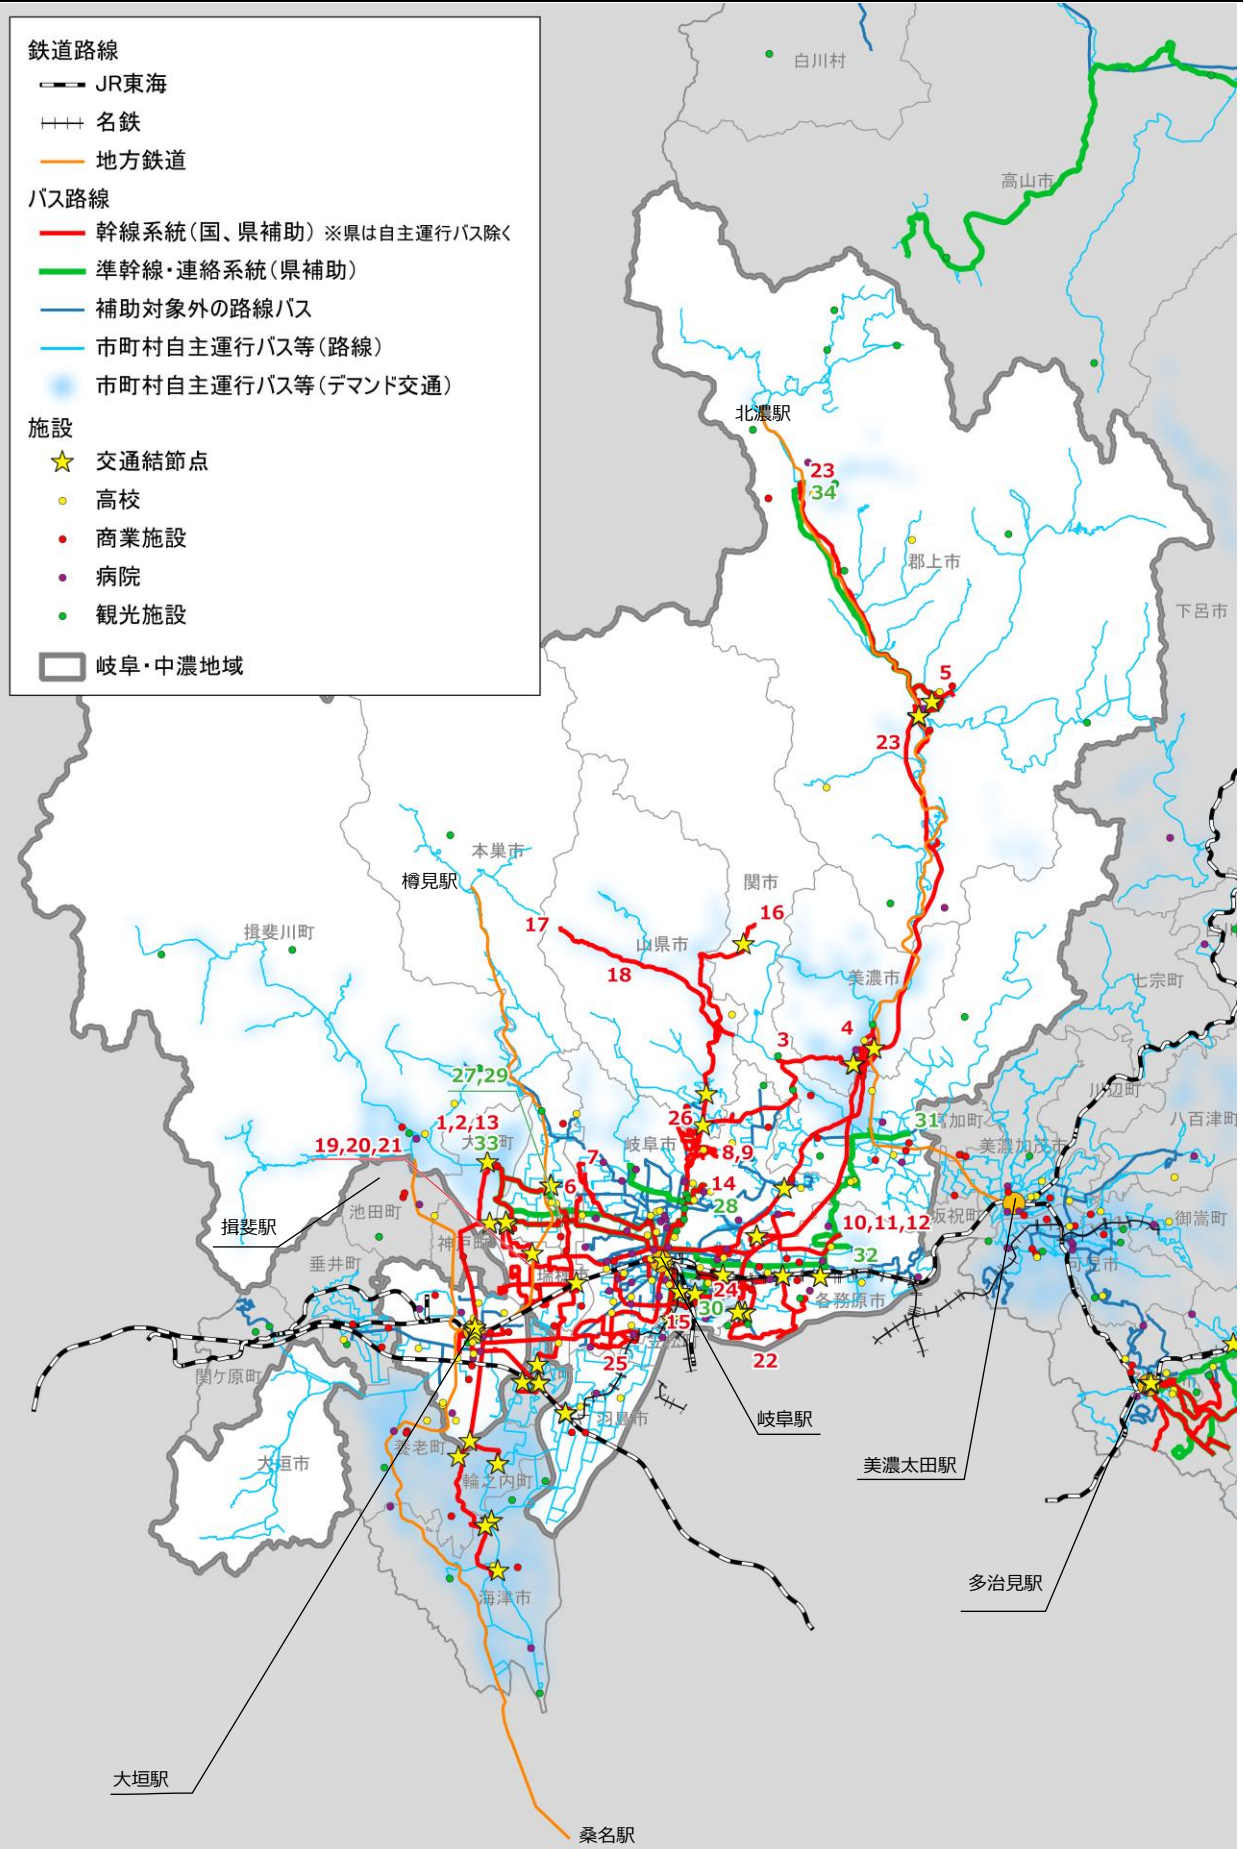 鉄道路線
JR東海
名鉄
地方鉄道
バス路線
幹線系統(国、県補助) ※県は自主運行バス除く
準幹線・連絡系統(県補助)
補助対象外の路線バス
市町村自主運行バス等(路線)
市町村自主運行バス等(デマンド交通)
施設
交通結節点
高校
商業施設
病院
観光施設
岐阜・中濃地域
白川村
高山市
北濃駅
23
34
郡上市
下呂市
5
23
本巣市
樽見駅
関市
16
17
揖斐川町
山県市
18
美濃市
七宗町
4
3
27,29
川辺町
1,2,13
26
31
富加町
八百津町
33
19,20,21
岐阜市
8,9
美濃加茂市
7
6
14
28
池田町
10,11,12
坂祝町
御嵩町
揖斐駅
神戸町
垂井町
32
可児市
瑞穂市
24
30
各務原市
15
25
22
関ケ原町
羽島市
岐阜駅
養老町
大垣市
輪之内町
美濃太田駅
海津市
多治見駅
大垣駅
桑名駅